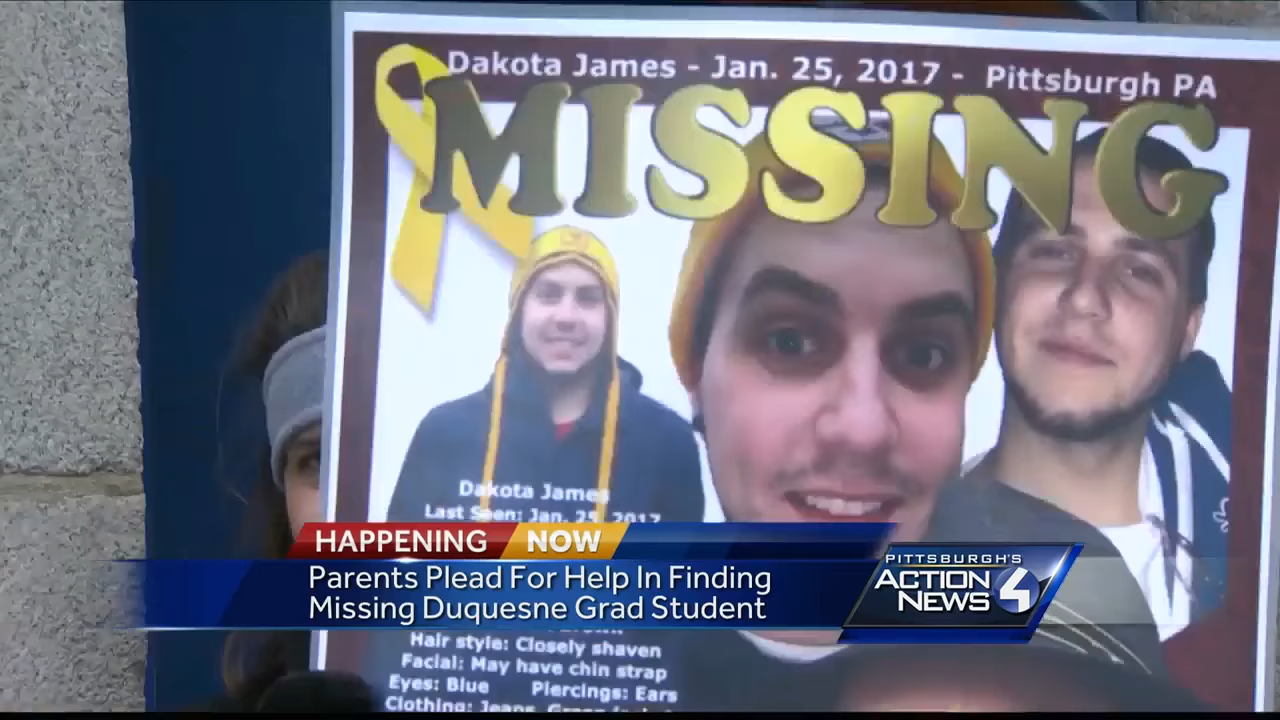 Dakota James - Jan. 25, 2017 - Pittsburgh PA
MISSING
Dakota James
Last Seen: Jan. 25, 2017
HAPPENING NOW
Parents Plead For Help In Finding
Missing Duquesne Grad Student
PITTSBURGH'S
ACTION
NEWS 4
Hair style: Closely shaven
Facial: May have chin strap
Eyes: Blue Piercings: Ears
Clothing: Jeans,